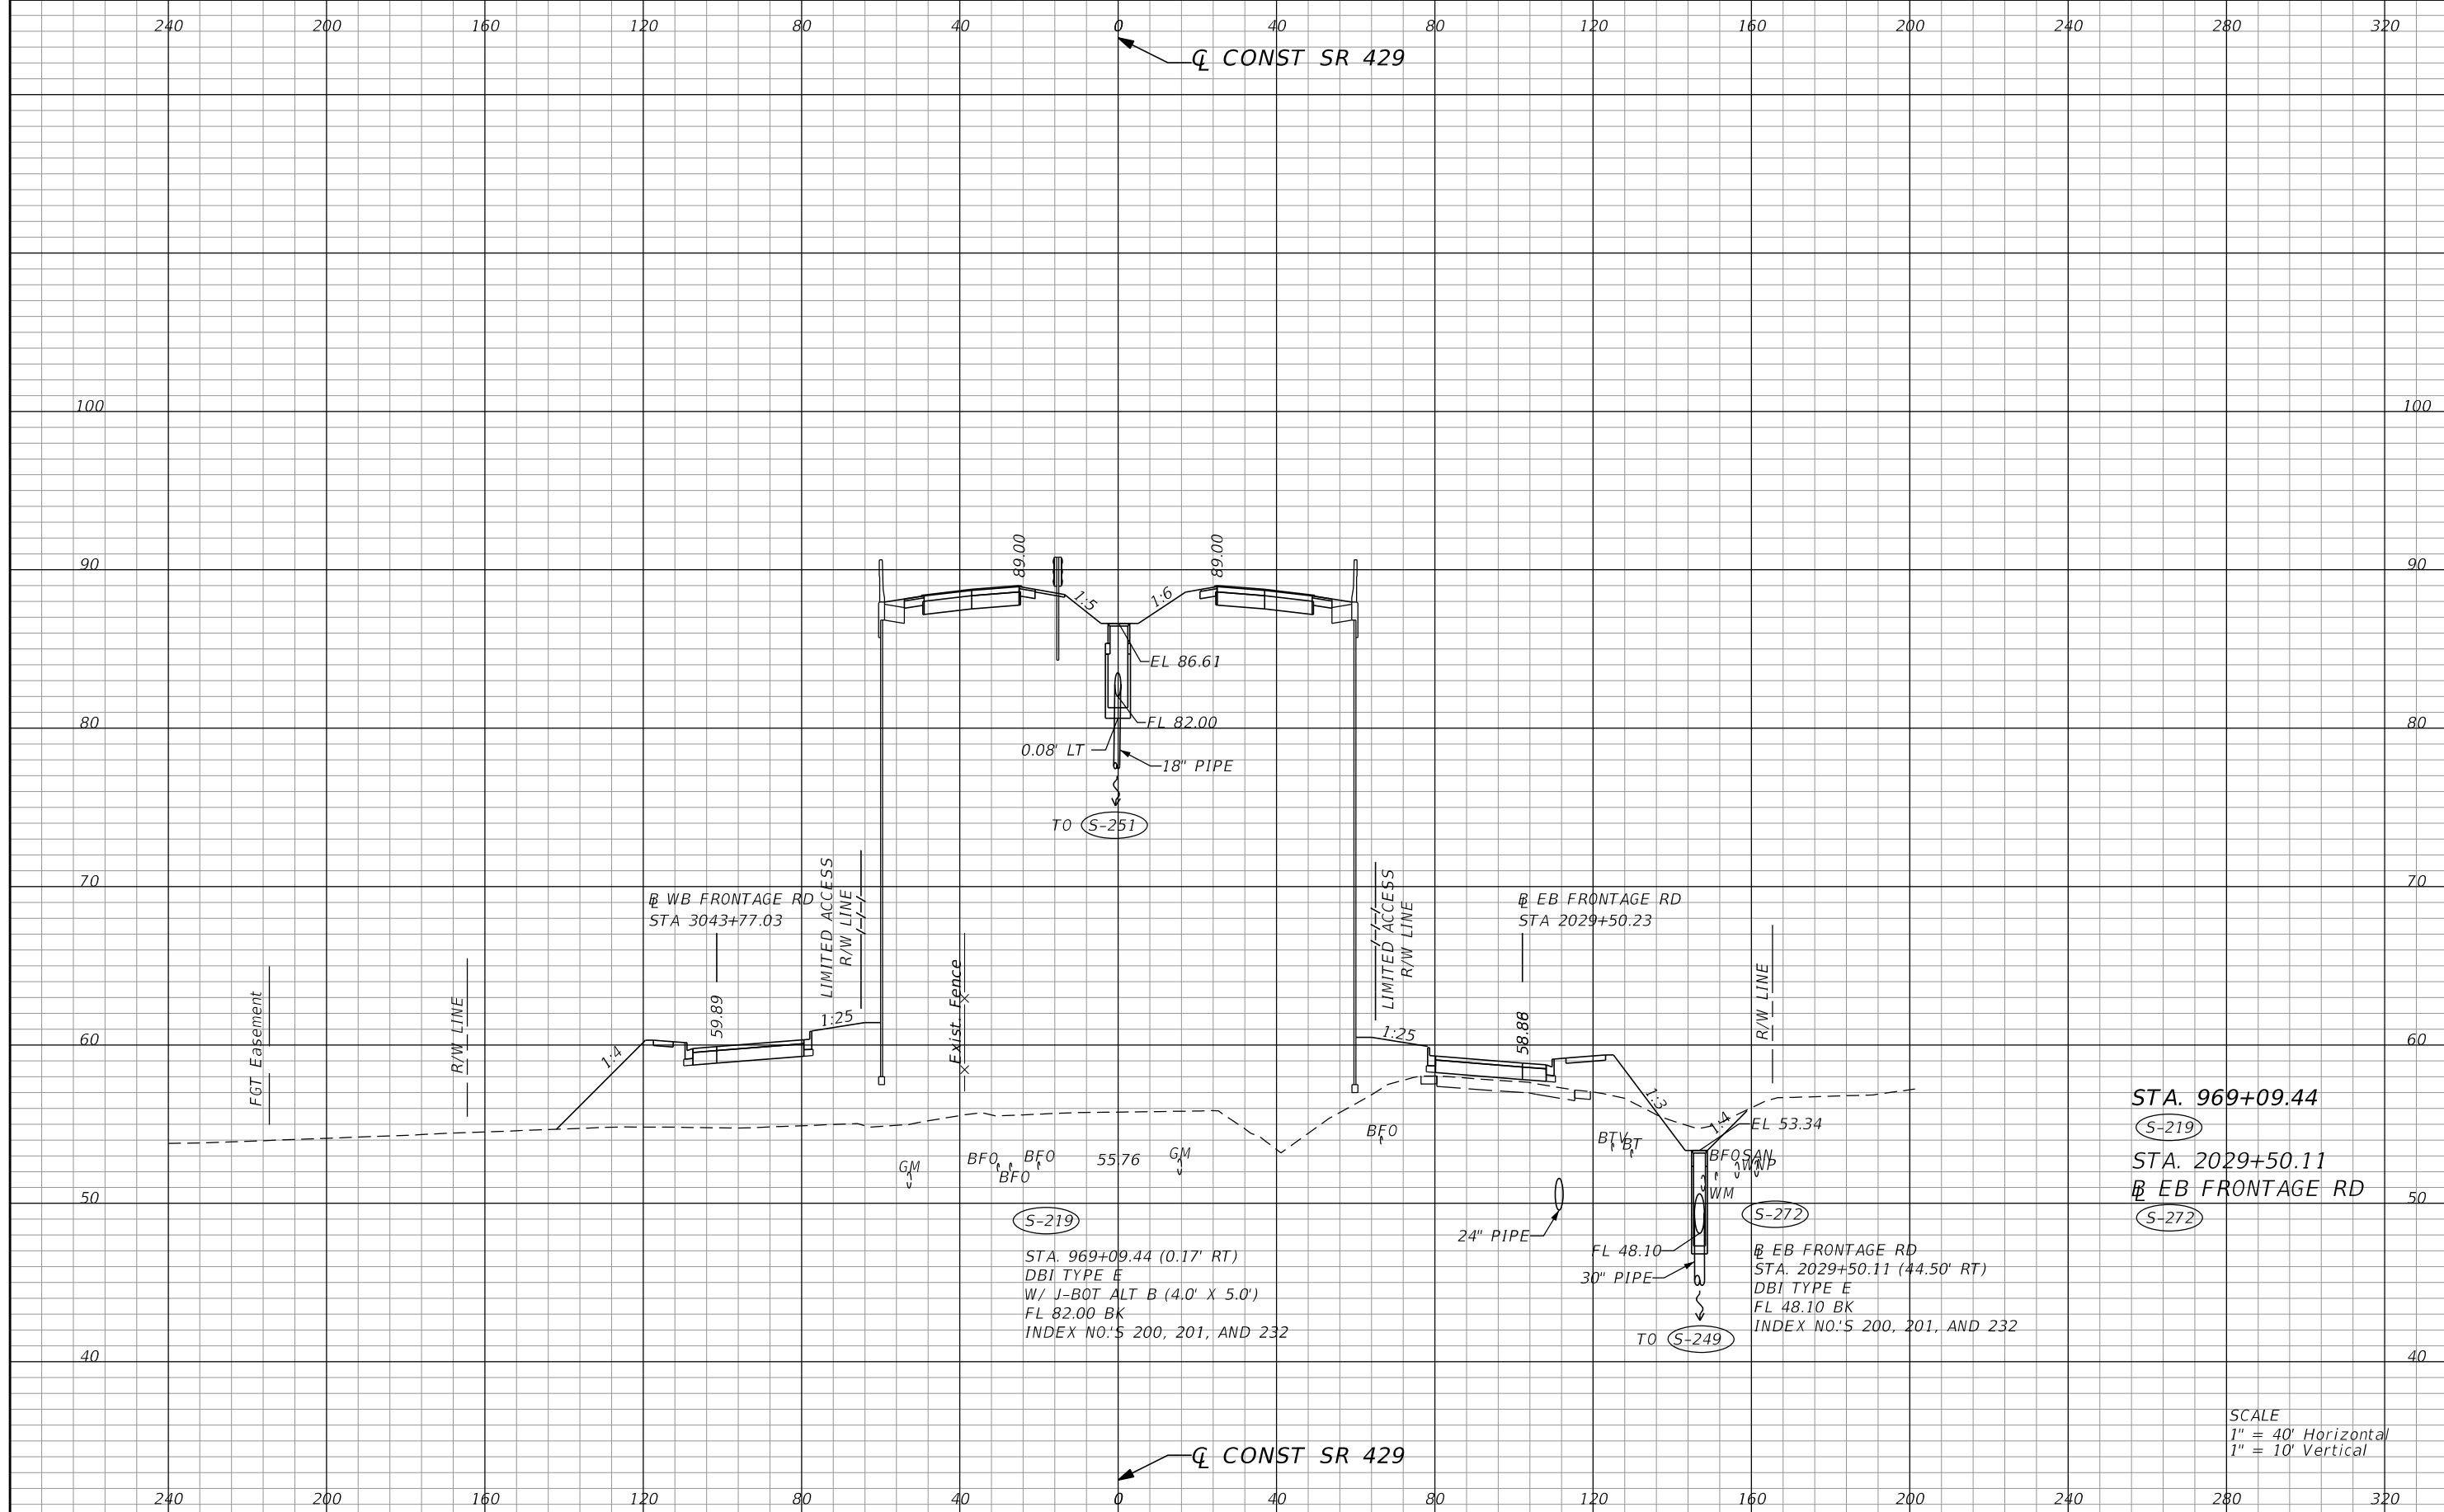 240 200 160 120 80 40 0 40 80 120 160 200 240 280 320
℄ CONST SR 429
100 100
90 90
89.00
89.00
1:5
1:6
EL 86.61
80 80
FL 82.00
0.08' LT
18" PIPE
TO S-251
70 70
℄ WB FRONTAGE RD
STA 3043+77.03
LIMITED ACCESS
R/W LINE
LIMITED ACCESS
R/W LINE
B EB FRONTAGE RD
STA 2029+50.23
FGT Easement
R/W LINE
59.89
Exist. Fence
58.86
R/W LINE
60 60
1:4
1:25
1:25
1:3
1:4
EL 53.34
STA. 969+09.44
S-219
STA. 2029+50.11
B EB FRONTAGE RD
S-272
GM
BFO
BFO
BFO
55.76
GM
BFO
BTV
BT
BFO
SAN
WNP
WM
50 50
S-219
STA. 969+09.44 (0.17' RT)
DBI TYPE E
W/ J-BOT ALT B (4.0' X 5.0')
FL 82.00 BK
INDEX NO.'S 200, 201, AND 232
24" PIPE
FL 48.10
30" PIPE
TO S-249
S-272
B EB FRONTAGE RD
STA. 2029+50.11 (44.50' RT)
DBI TYPE E
FL 48.10 BK
INDEX NO.'S 200, 201, AND 232
40 40
SCALE
1" = 40' Horizontal
1" = 10' Vertical
℄ CONST SR 429
240 200 160 120 80 40 0 40 80 120 160 200 240 280 320